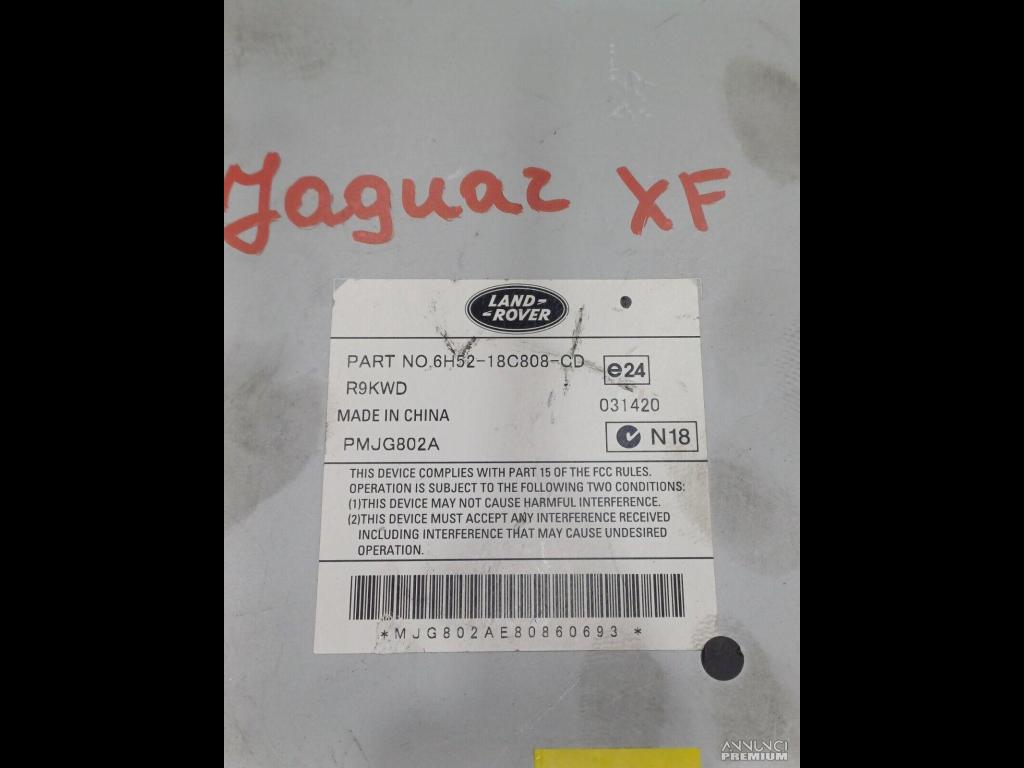 Jaguar XF
LAND-
-ROVER
PART NO.6H52-18C808-CD
e24
R9KWD
031420
MADE IN CHINA
PMJG802A
N18
THIS DEVICE COMPLIES WITH PART 15 OF THE FCC RULES.
OPERATION IS SUBJECT TO THE FOLLOWING TWO CONDITIONS:
(1)THIS DEVICE MAY NOT CAUSE HARMFUL INTERFERENCE.
(2)THIS DEVICE MUST ACCEPT ANY INTERFERENCE RECEIVED
INCLUDING INTERFERENCE THAT MAY CAUSE UNDESIRED
OPERATION.
*MJG802AE80860693*
ANNUNCI
PREMIUM